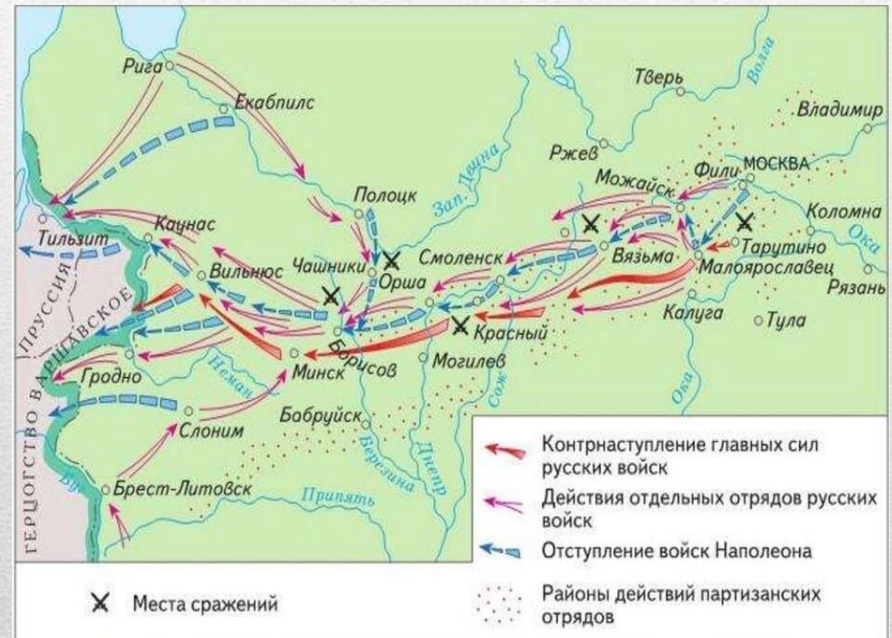 Рига
Екабпилс
Тверь
Волга
Владимир
Ржев
Зап. Двина
Фили
МОСКВА
Можайск
Полоцк
Коломна
Каунас
Тильзит
Вильнюс
Чашники
Смоленск
Вязьма
Тарутино
Ока
Орша
Малоярославец
Рязань
ПРУССИЯ
Калуга
Тула
Красный
Борисов
Гродно
Неман
Минск
Могилев
Сож
Ока
Слоним
Бобруйск
Березина
Днепр
Буг
Брест-Литовск
Припять
ГЕРЦОГСТВО ВАРШАВСКОЕ
Контрнаступление главных сил
русских войск
Действия отдельных отрядов русских
войск
Отступление войск Наполеона
Районы действий партизанских
отрядов
Места сражений